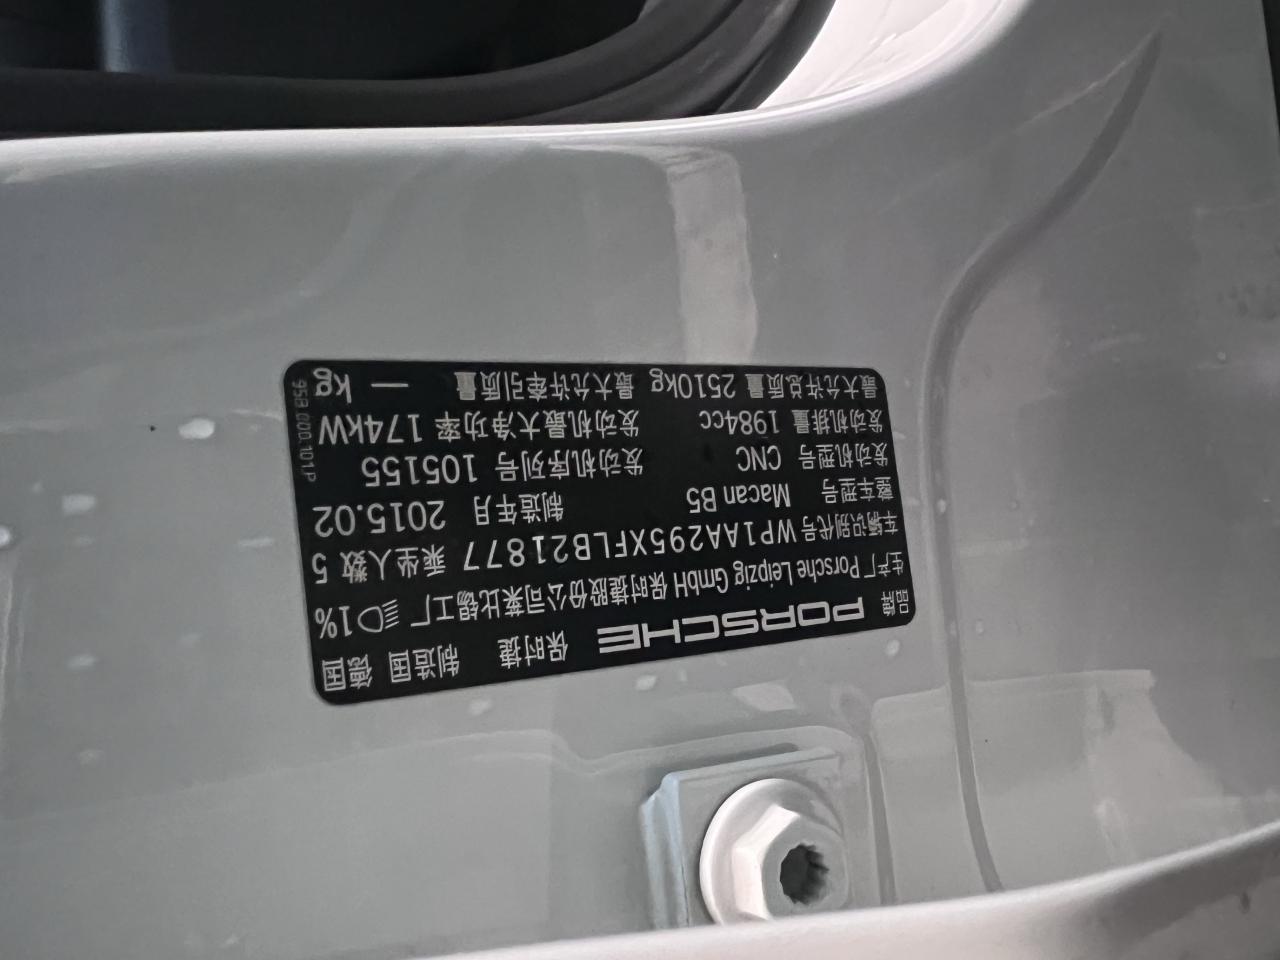 品牌 PORSCHE 保时捷 制造国 德国
生产厂 Porsche Leipzig GmbH 保时捷股份公司莱比锡工厂 1%
车辆识别代号 WP1AA295XFLB21877 乘坐人数 5
整车型号 Macan B5 制造年月 2015.02
发动机型号 CNC 发动机序列号 105155
发动机排量 1984cc 发动机最大净功率 174kW
最大允许总质量 2510kg 最大允许牵引质量 — kg
95B.000.101.P